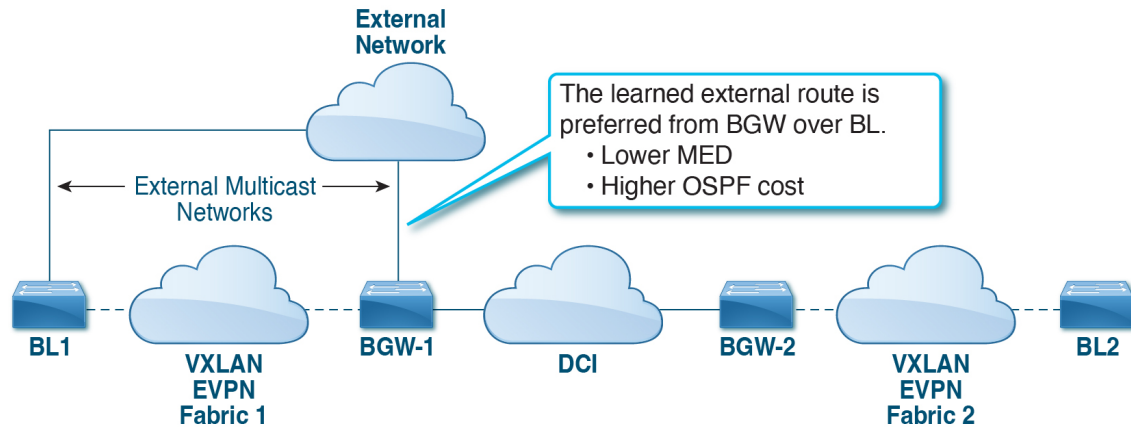 External
Network
The learned external route is
preferred from BGW over BL.
• Lower MED
• Higher OSPF cost
External Multicast
Networks
BL1
VXLAN
EVPN
Fabric 1
BGW-1
DCI
BGW-2
VXLAN
EVPN
Fabric 2
BL2